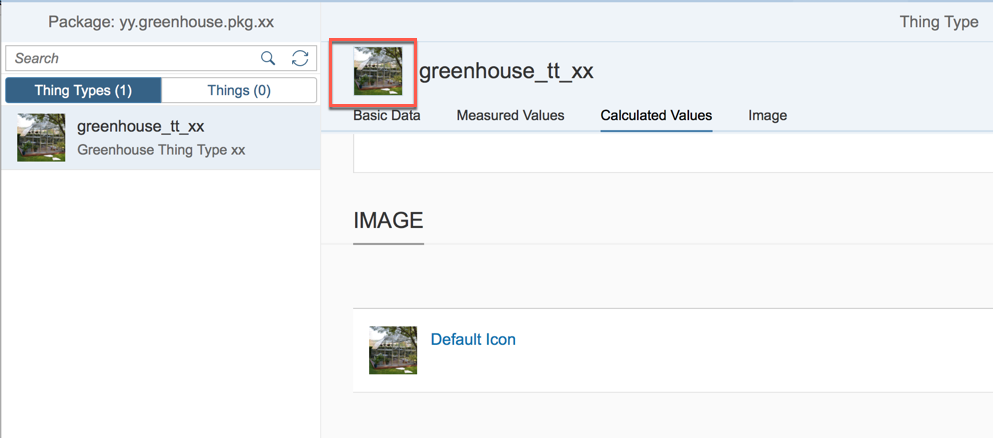 Package: yy.greenhouse.pkg.xx
Thing Type
Search
Thing Types (1) Things (0)
greenhouse_tt_xx
Greenhouse Thing Type xx
greenhouse_tt_xx
Basic Data Measured Values Calculated Values Image
IMAGE
Default Icon